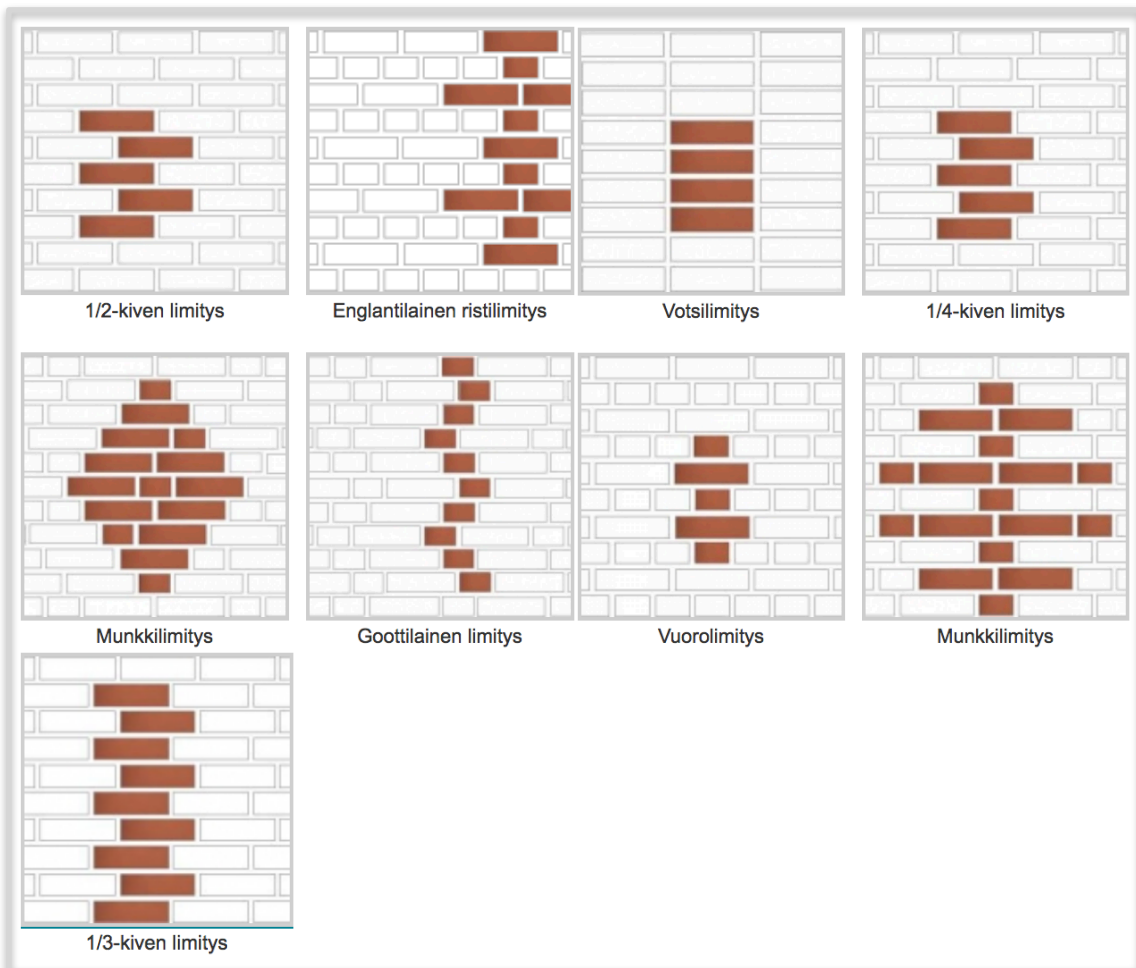 1/2-kiven limitys
Englantilainen ristilimitys
Votsilimitys
1/4-kiven limitys
Munkkilimitys
Goottilainen limitys
Vuorolimitys
Munkkilimitys
1/3-kiven limitys